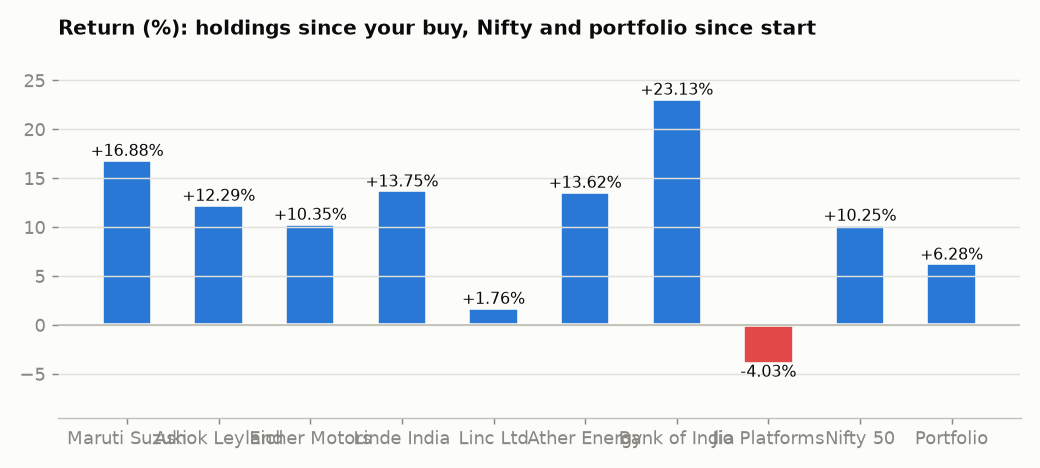 Return (%): holdings since your buy, Nifty and portfolio since start
25
20
15
10
5
0
−5
+16.88%
+12.29%
+10.35%
+13.75%
+1.76%
+13.62%
+23.13%
-4.03%
+10.25%
+6.28%
Maruti Suzuki
Ashok Leyland
Eicher Motors
Linde India
Linc Ltd
Ather Energy
Bank of India
Jio Platforms
Nifty 50
Portfolio